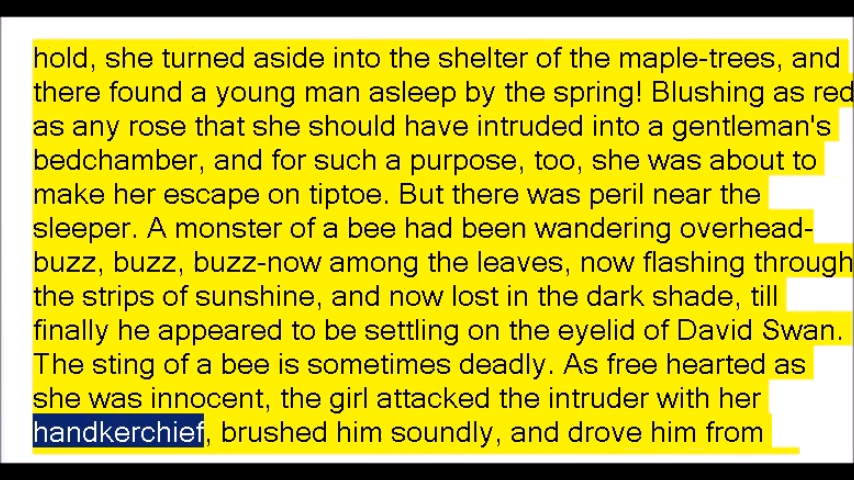 hold, she turned aside into the shelter of the maple-trees, and
there found a young man asleep by the spring! Blushing as red
as any rose that she should have intruded into a gentleman's
bedchamber, and for such a purpose, too, she was about to
make her escape on tiptoe. But there was peril near the
sleeper. A monster of a bee had been wandering overhead-
buzz, buzz, buzz-now among the leaves, now flashing through
the strips of sunshine, and now lost in the dark shade, till
finally he appeared to be settling on the eyelid of David Swan.
The sting of a bee is sometimes deadly. As free hearted as
she was innocent, the girl attacked the intruder with her
handkerchief, brushed him soundly, and drove him from